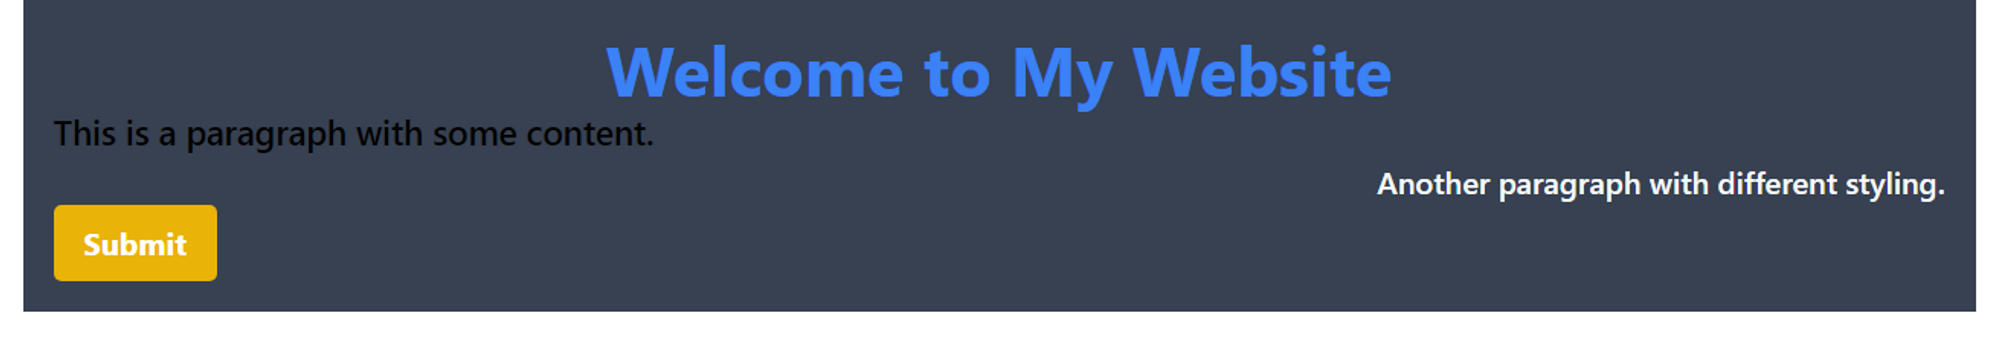 Welcome to My Website
This is a paragraph with some content.
Another paragraph with different styling.
Submit